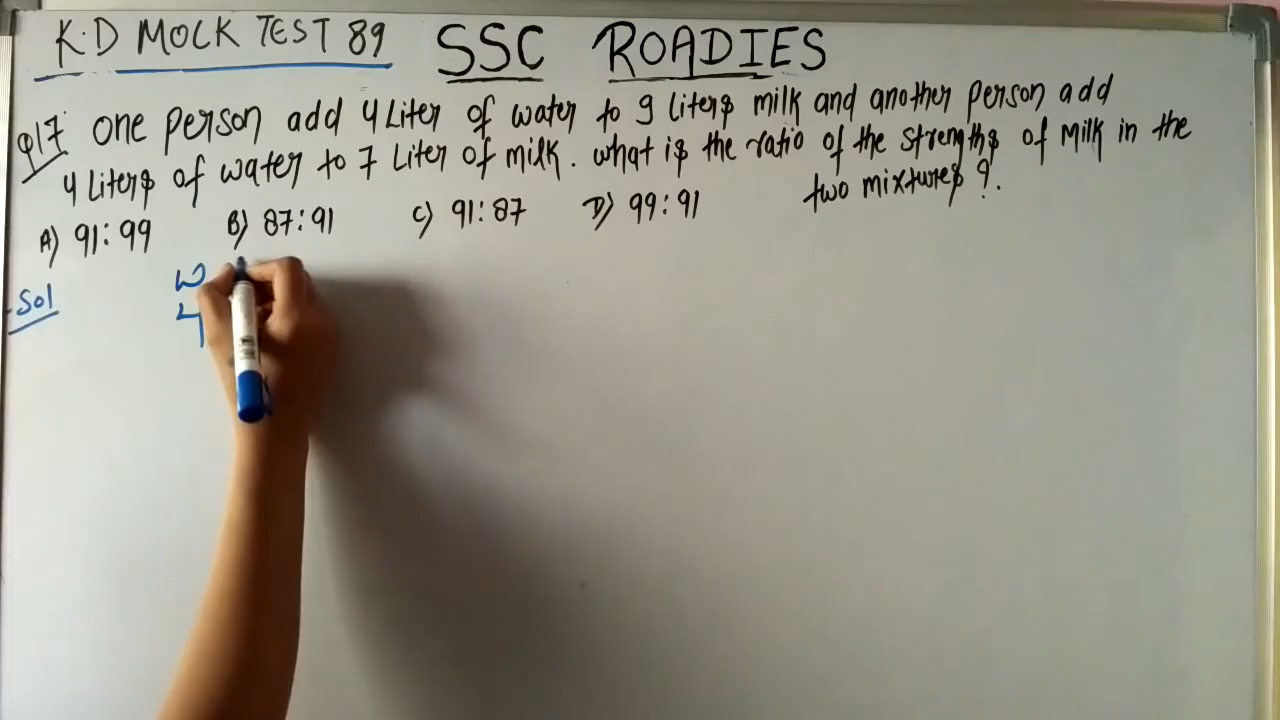 K.D MOCK TEST 89 SSC ROADIES
Q17 One person add 4 Liter of water to 9 liters milk and another person add
4 Liters of water to 7 Liter of milk. what is the ratio of the strengths of Milk in the
two mixtures ?.
A) 91:99 B) 87:91 C) 91:87 D) 99:91
Sol W
4